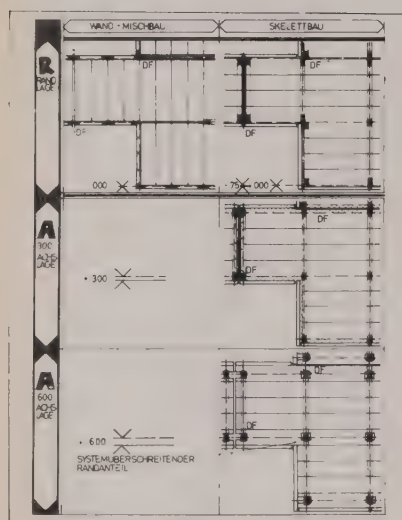 WAND - MISCHBAU
SKELETTBAU
R
RAND
LAGE
DF
DF
DF
DF
DF
000
75
000
A
300
ACHS
LAGE
+ 300
DF
DF
A
600
ACHS
LAGE
+ 600
DF
DF
SYSTEMÜBERSCHREITENDER
RANDANTEIL